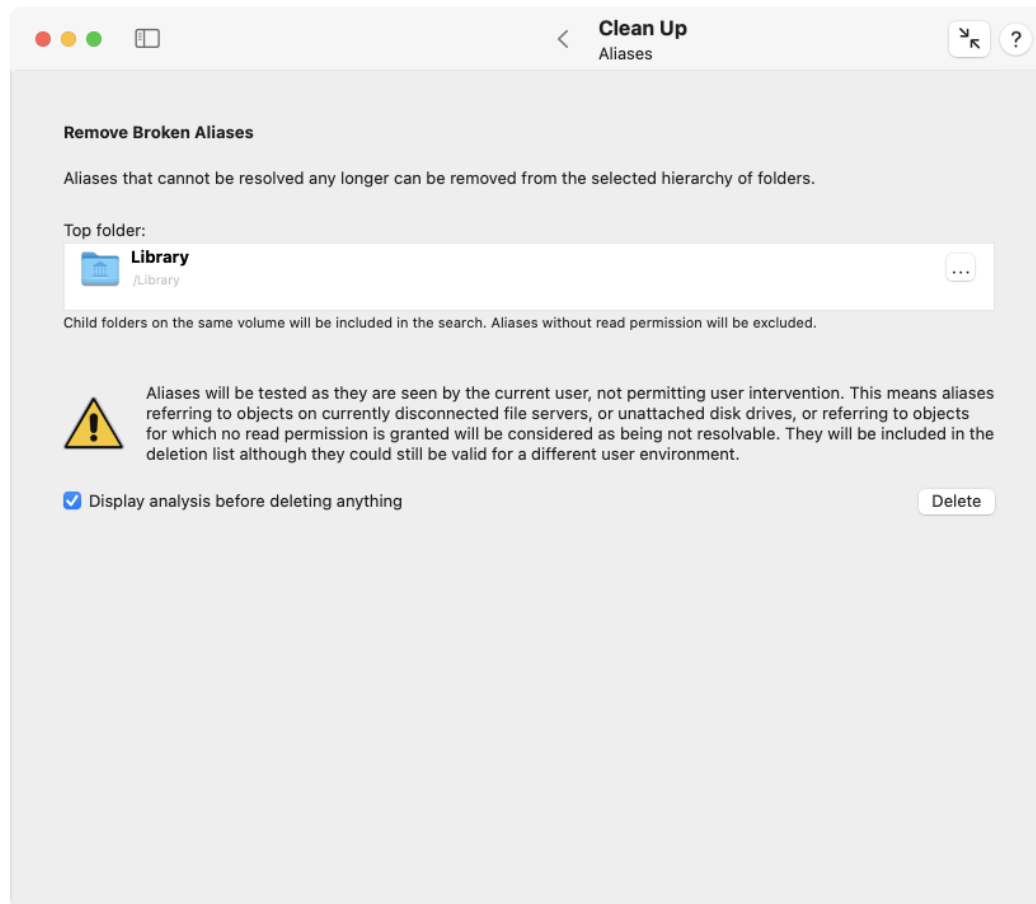 Clean Up
Aliases
?
Remove Broken Aliases
Aliases that cannot be resolved any longer can be removed from the selected hierarchy of folders.
Top folder:
Library
/Library
...
Child folders on the same volume will be included in the search. Aliases without read permission will be excluded.
Aliases will be tested as they are seen by the current user, not permitting user intervention. This means aliases
referring to objects on currently disconnected file servers, or unattached disk drives, or referring to objects
for which no read permission is granted will be considered as being not resolvable. They will be included in the
deletion list although they could still be valid for a different user environment.
Display analysis before deleting anything
Delete